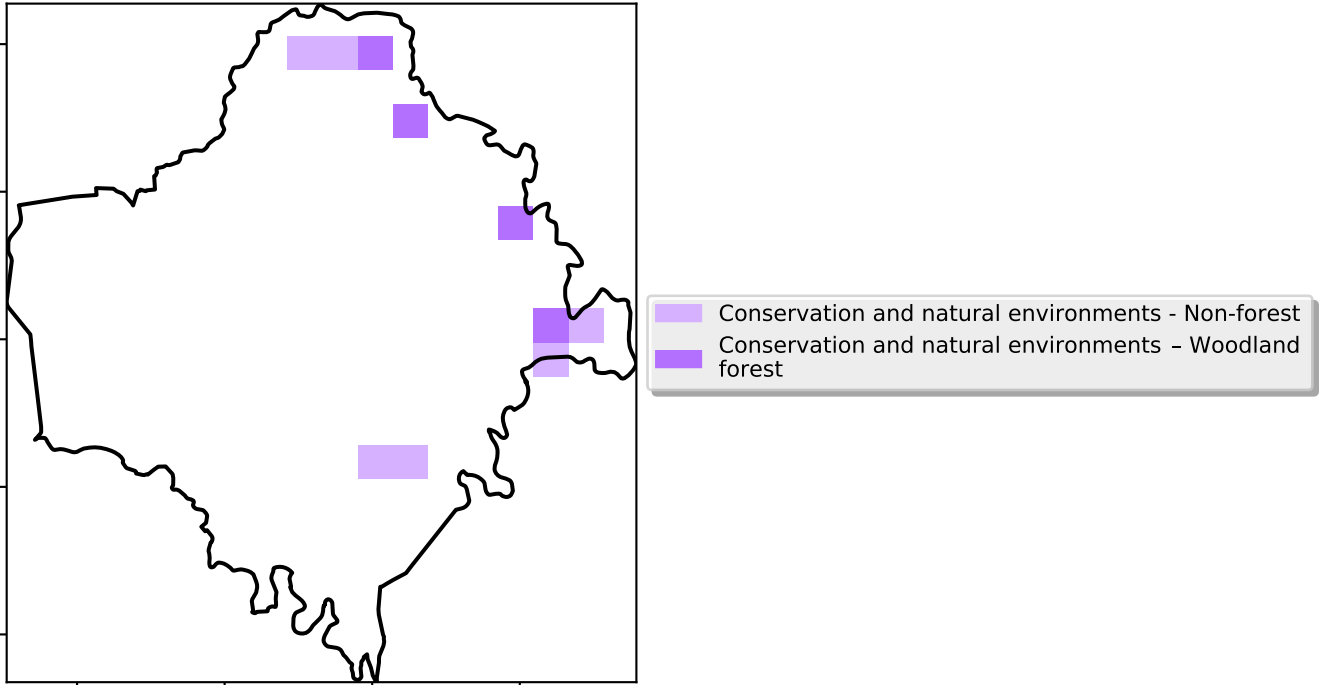 Conservation and natural environments - Non-forest
Conservation and natural environments – Woodland
forest